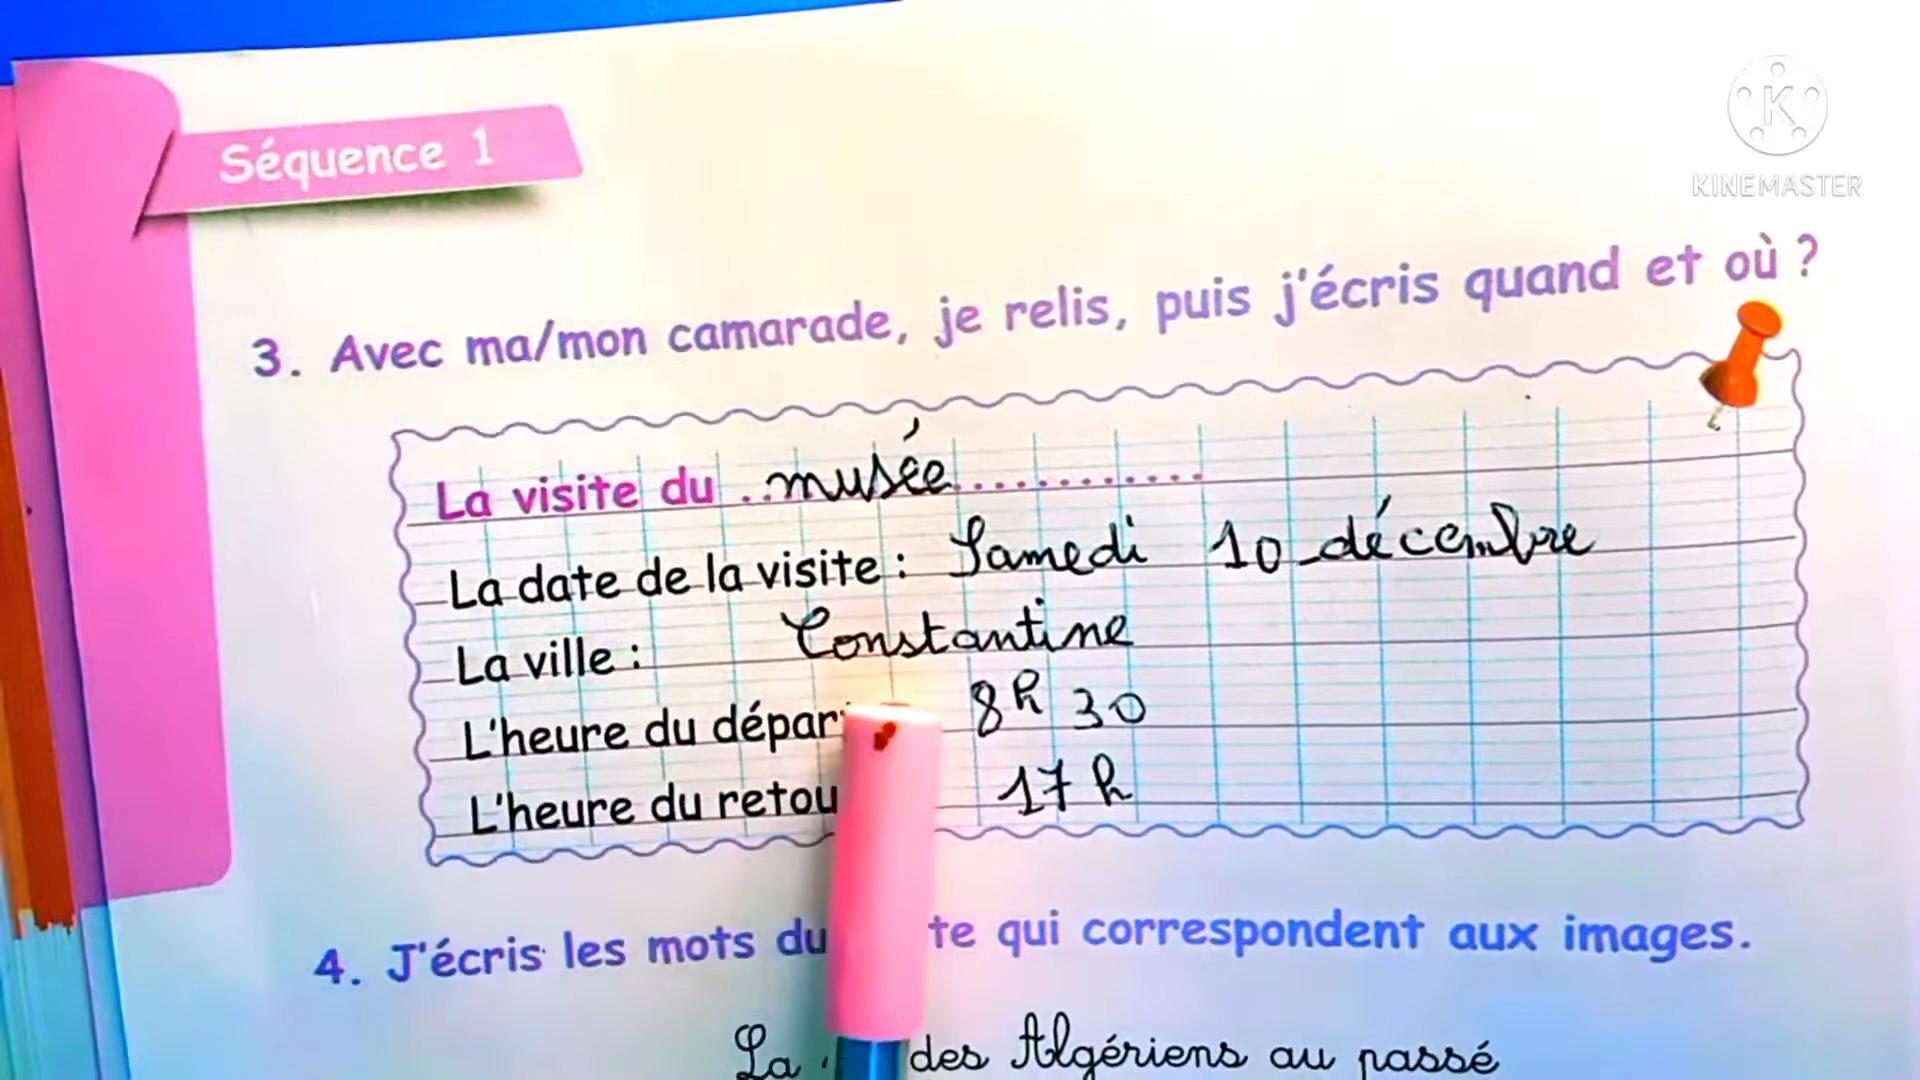 Séquence 1
KINEMASTER
3. Avec ma/mon camarade, je relis, puis j'écris quand et où ?
La visite du ..musée............
La date de la visite : Samedi 10 décembre
La ville : Constantine
L'heure du départ 8h 30
L'heure du retou 17h
4. J'écris les mots du te qui correspondent aux images.
La des Algériens au passé